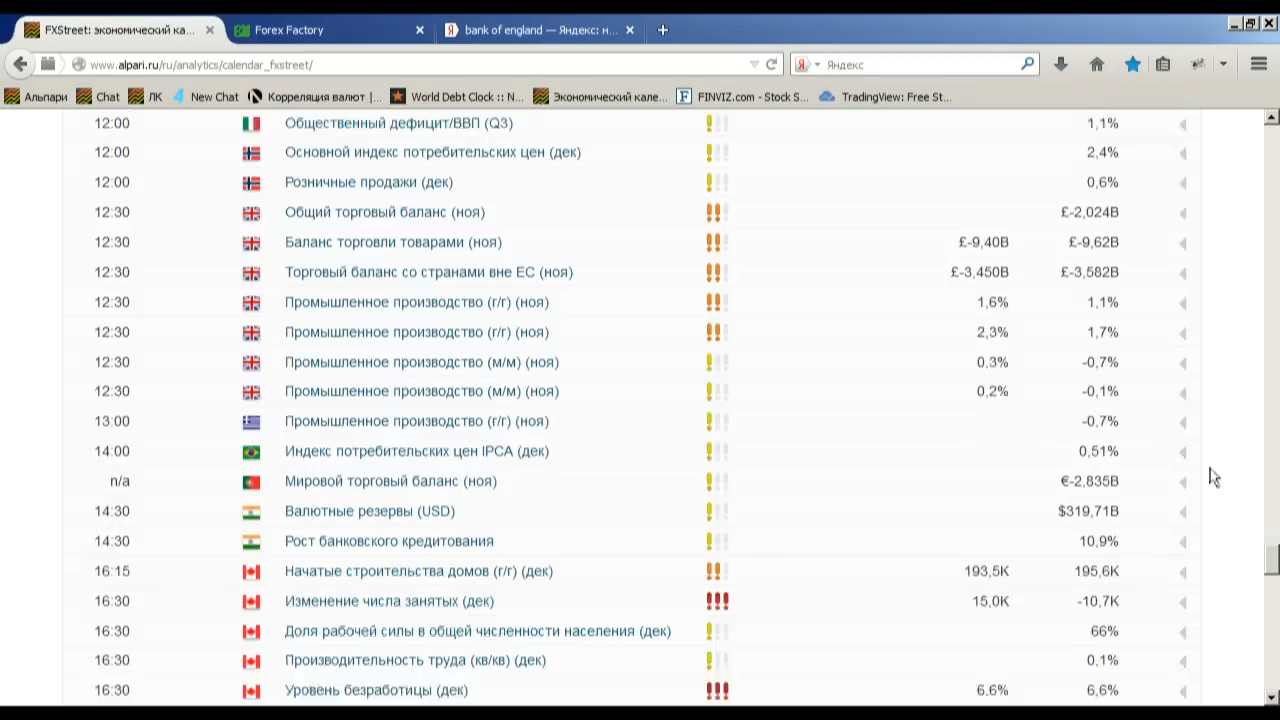 FXStreet: экономический ка...
Forex Factory
bank of england — Яндекс: н...
www.alpari.ru/ru/analytics/calendar_fxstreet/
Яндекс
Альпари Chat ЛК New Chat Корреляция валют |... World Debt Clock :: N... Экономический кале... FINVIZ.com - Stock S... TradingView: Free St...
12:00 Общественный дефицит/ВВП (Q3) 1,1%
12:00 Основной индекс потребительских цен (дек) 2,4%
12:00 Розничные продажи (дек) 0,6%
12:30 Общий торговый баланс (ноя) £-2,024B
12:30 Баланс торговли товарами (ноя) £-9,40B £-9,62B
12:30 Торговый баланс со странами вне ЕС (ноя) £-3,450B £-3,582B
12:30 Промышленное производство (г/г) (ноя) 1,6% 1,1%
12:30 Промышленное производство (г/г) (ноя) 2,3% 1,7%
12:30 Промышленное производство (м/м) (ноя) 0,3% -0,7%
12:30 Промышленное производство (м/м) (ноя) 0,2% -0,1%
13:00 Промышленное производство (г/г) (ноя) -0,7%
14:00 Индекс потребительских цен IPCA (дек) 0,51%
n/a Мировой торговый баланс (ноя) €-2,835B
14:30 Валютные резервы (USD) $319,71B
14:30 Рост банковского кредитования 10,9%
16:15 Начатые строительства домов (г/г) (дек) 193,5K 195,6K
16:30 Изменение числа занятых (дек) 15,0K -10,7K
16:30 Доля рабочей силы в общей численности населения (дек) 66%
16:30 Производительность труда (кв/кв) (дек) 0,1%
16:30 Уровень безработицы (дек) 6,6% 6,6%